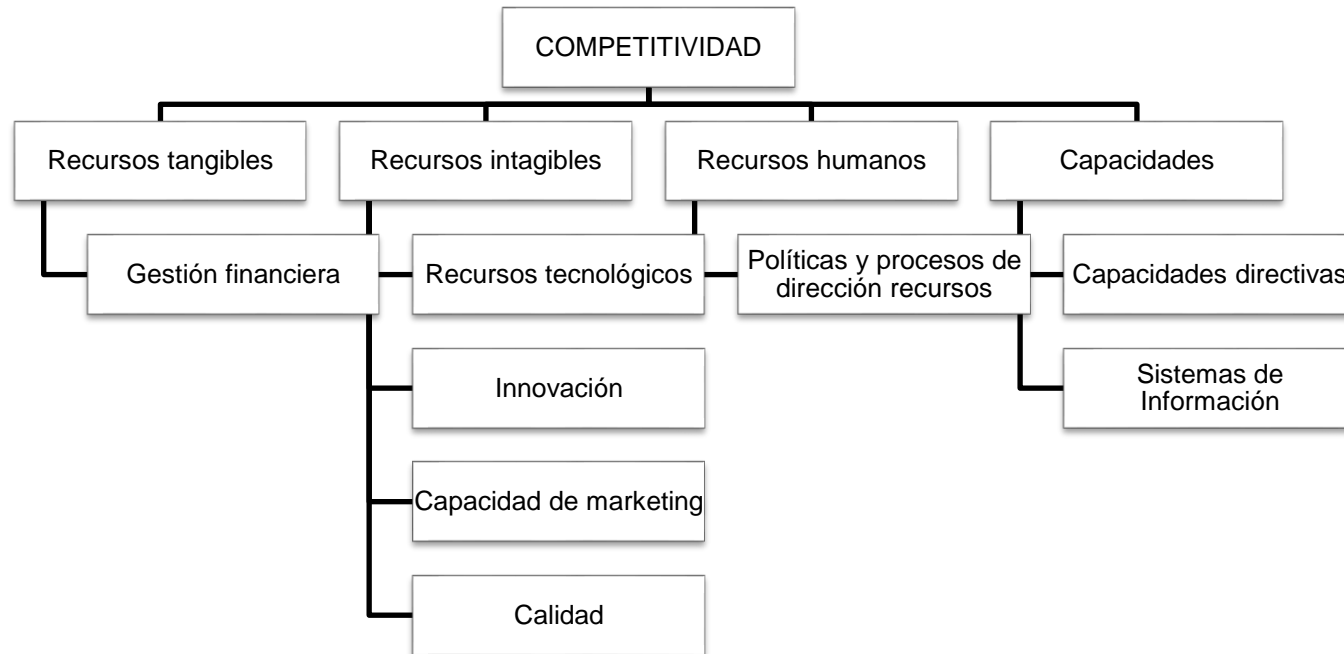 COMPETITIVIDAD
Recursos tangibles
Recursos intagibles
Recursos humanos
Capacidades
Gestión financiera
Recursos tecnológicos
Políticas y procesos de
dirección recursos
Capacidades directivas
Innovación
Sistemas de
Información
Capacidad de marketing
Calidad